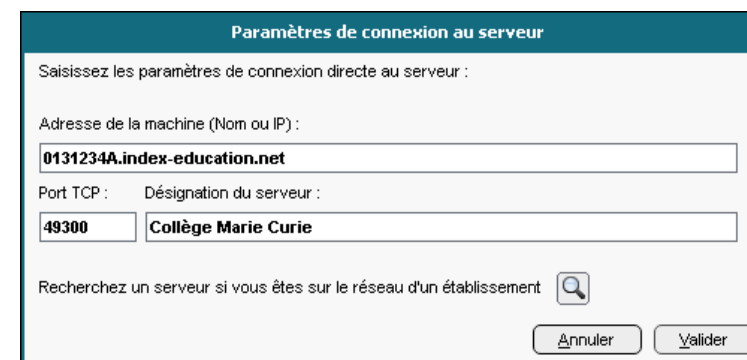 Paramètres de connexion au serveur
Saisissez les paramètres de connexion directe au serveur :
Adresse de la machine (Nom ou IP) :
0131234A.index-education.net
Port TCP : Désignation du serveur :
49300 Collège Marie Curie
Recherchez un serveur si vous êtes sur le réseau d'un établissement
Annuler Valider